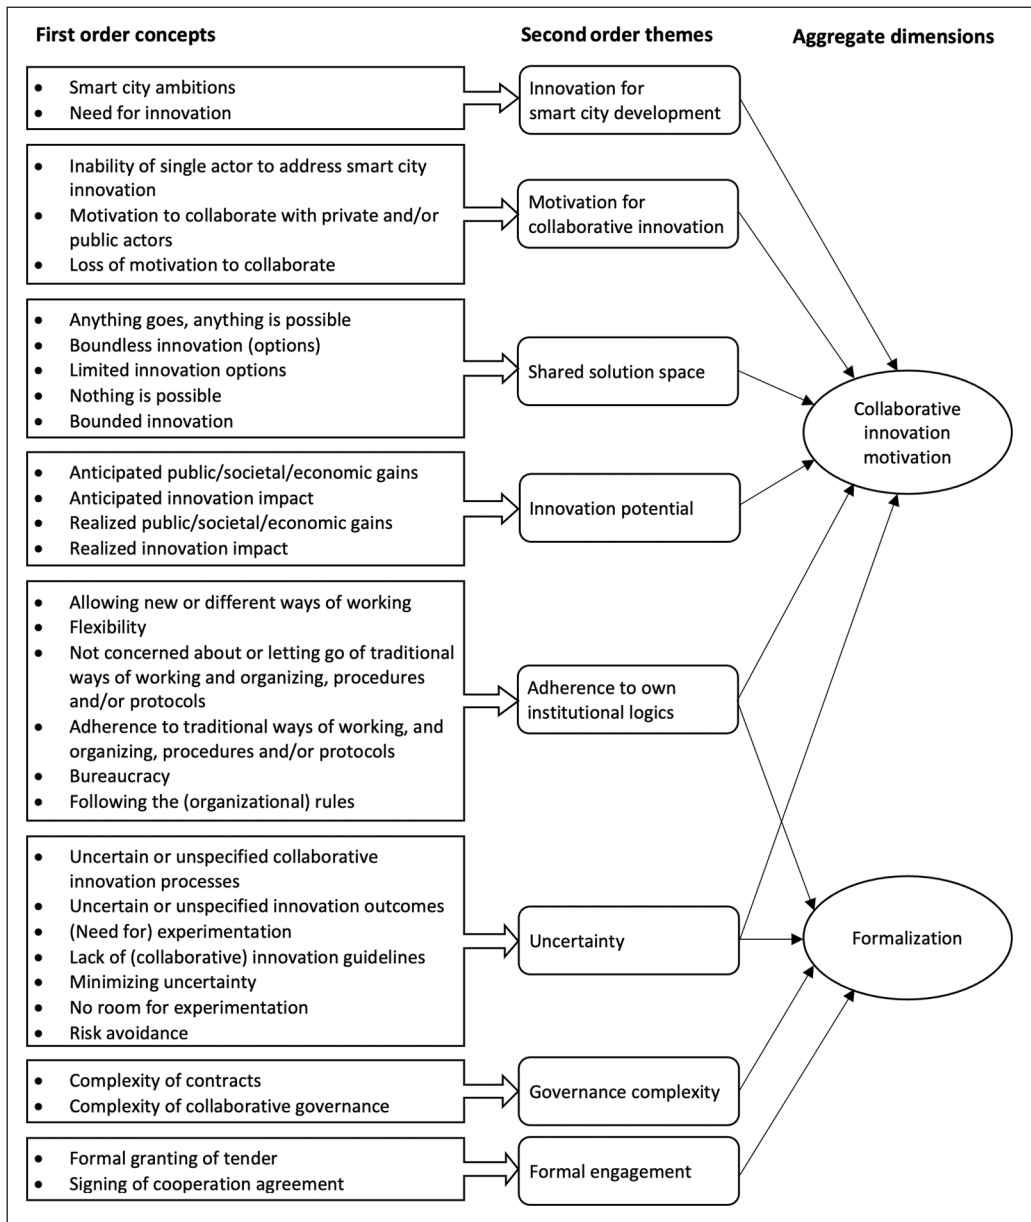 First order concepts
Second order themes
Aggregate dimensions
• Smart city ambitions
• Need for innovation
Innovation for
smart city development
• Inability of single actor to address smart city
innovation
• Motivation to collaborate with private and/or
public actors
• Loss of motivation to collaborate
Motivation for
collaborative innovation
• Anything goes, anything is possible
• Boundless innovation (options)
• Limited innovation options
• Nothing is possible
• Bounded innovation
Shared solution space
Collaborative
innovation
motivation
• Anticipated public/societal/economic gains
• Anticipated innovation impact
• Realized public/societal/economic gains
• Realized innovation impact
Innovation potential
• Allowing new or different ways of working
• Flexibility
• Not concerned about or letting go of traditional
ways of working and organizing, procedures
and/or protocols
• Adherence to traditional ways of working, and
organizing, procedures and/or protocols
• Bureaucracy
• Following the (organizational) rules
Adherence to own
institutional logics
• Uncertain or unspecified collaborative
innovation processes
• Uncertain or unspecified innovation outcomes
• (Need for) experimentation
• Lack of (collaborative) innovation guidelines
• Minimizing uncertainty
• No room for experimentation
• Risk avoidance
Uncertainty
Formalization
• Complexity of contracts
• Complexity of collaborative governance
Governance complexity
• Formal granting of tender
• Signing of cooperation agreement
Formal engagement